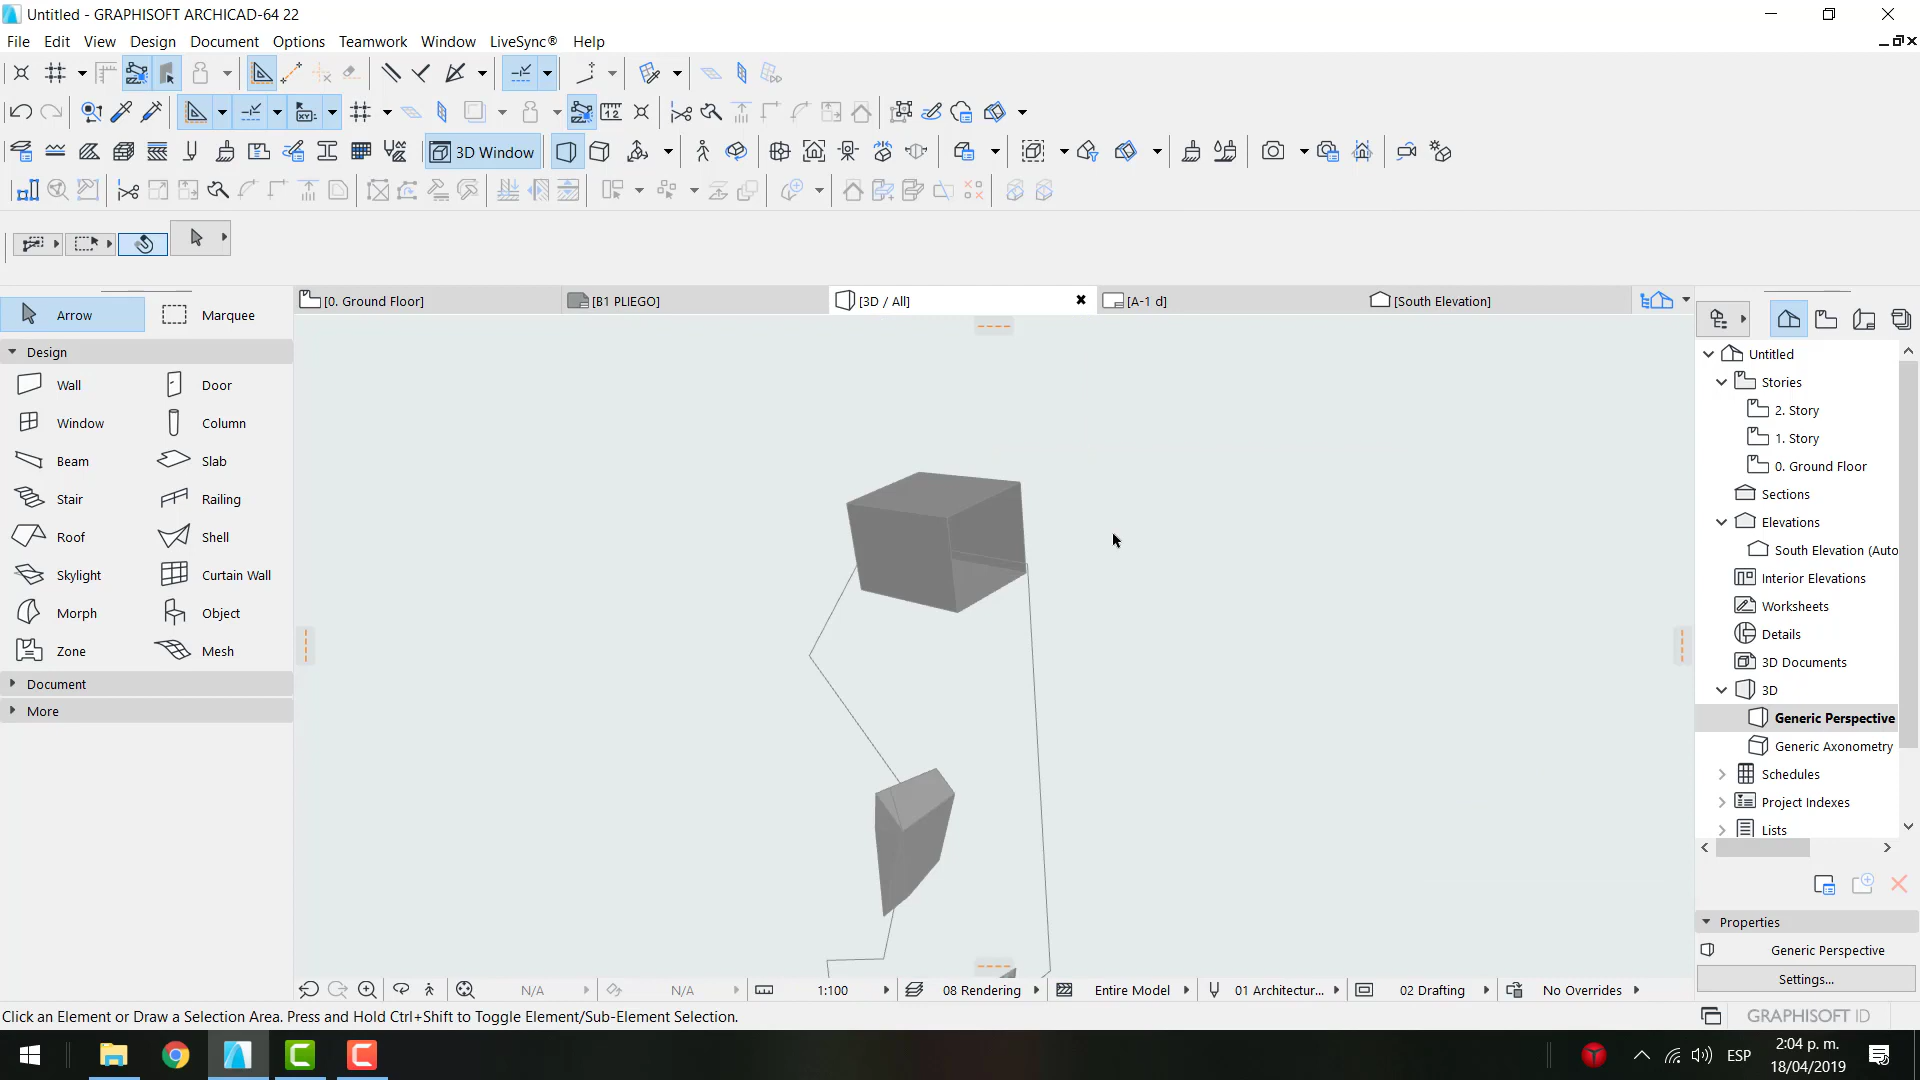 Untitled - GRAPHISOFT ARCHICAD-64 22
File Edit View Design Document Options Teamwork Window LiveSync® Help
3D Window
[0. Ground Floor] [B1 PLIEGO] [3D / All] [A-1 d] [South Elevation]
Arrow Marquee
Design
Wall Door
Window Column
Beam Slab
Stair Railing
Roof Shell
Skylight Curtain Wall
Morph Object
Zone Mesh
Document
More
Untitled
Stories
2. Story
1. Story
0. Ground Floor
Sections
Elevations
South Elevation (Auto
Interior Elevations
Worksheets
Details
3D Documents
3D
Generic Perspective
Generic Axonometry
Schedules
Project Indexes
Lists
Properties
Generic Perspective
Settings...
N/A N/A 1:100 08 Rendering Entire Model 01 Architectur... 02 Drafting No Overrides
Click an Element or Draw a Selection Area. Press and Hold Ctrl+Shift to Toggle Element/Sub-Element Selection.
GRAPHISOFT ID
ESP
2:04 p. m.
18/04/2019